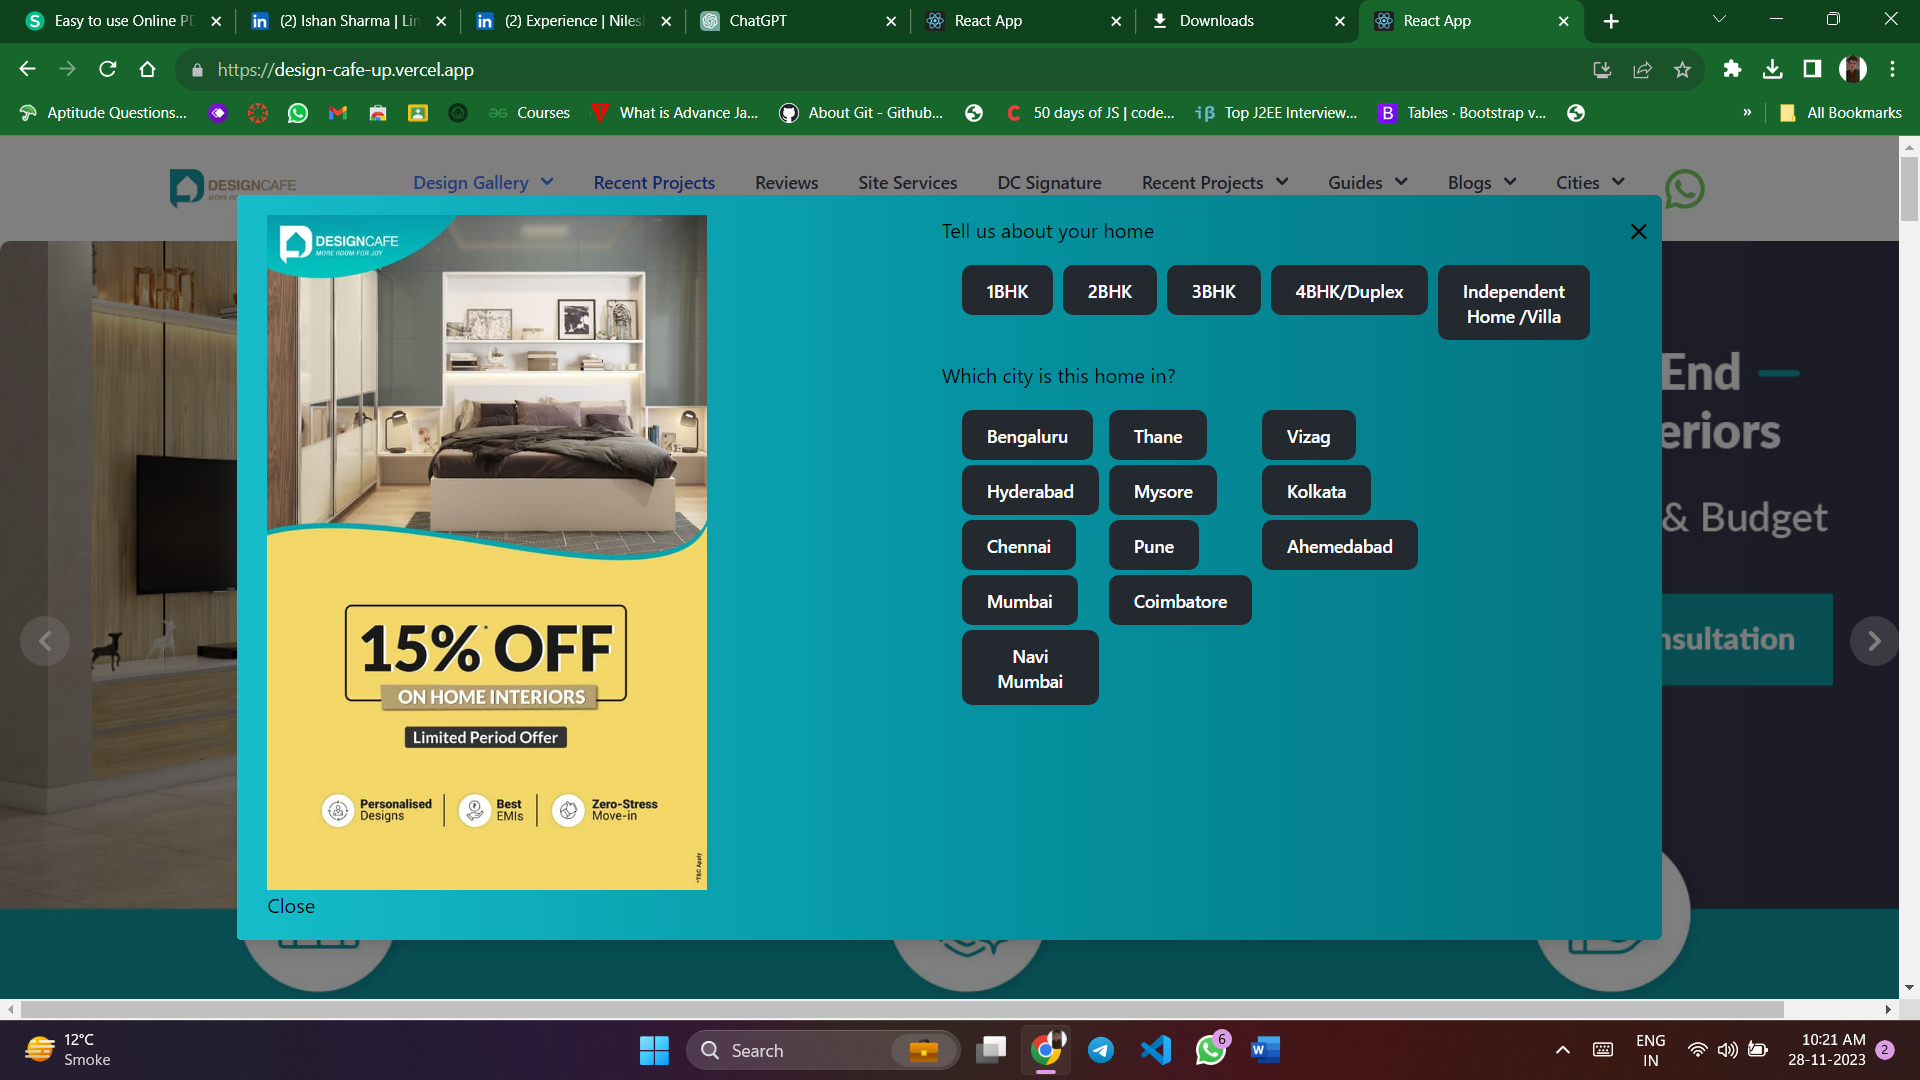 Easy to use Online PD
(2) Ishan Sharma | Lin
(2) Experience | Niles
ChatGPT
React App
Downloads
React App
https://design-cafe-up.vercel.app
Aptitude Questions...
Courses
What is Advance Ja...
About Git - Github...
50 days of JS | code...
Top J2EE Interview...
Tables · Bootstrap v...
»
All Bookmarks
DESIGNCAFE
Design Gallery
Recent Projects
Reviews
Site Services
DC Signature
Recent Projects
Guides
Blogs
Cities
DESIGNCAFE
MORE ROOM FOR JOY
Tell us about your home
1BHK
2BHK
3BHK
4BHK/Duplex
Independent
Home /Villa
Which city is this home in?
Bengaluru
Thane
Vizag
Hyderabad
Mysore
Kolkata
Chennai
Pune
Ahemedabad
Mumbai
Coimbatore
Navi
Mumbai
End
eriors
& Budget
nsultation
15%* OFF
ON HOME INTERIORS
Limited Period Offer
Personalised
Designs
Best
EMIs
Zero-Stress
Move-in
*T&C Apply
Close
12°C
Smoke
Search
6
ENG
IN
10:21 AM
28-11-2023
2